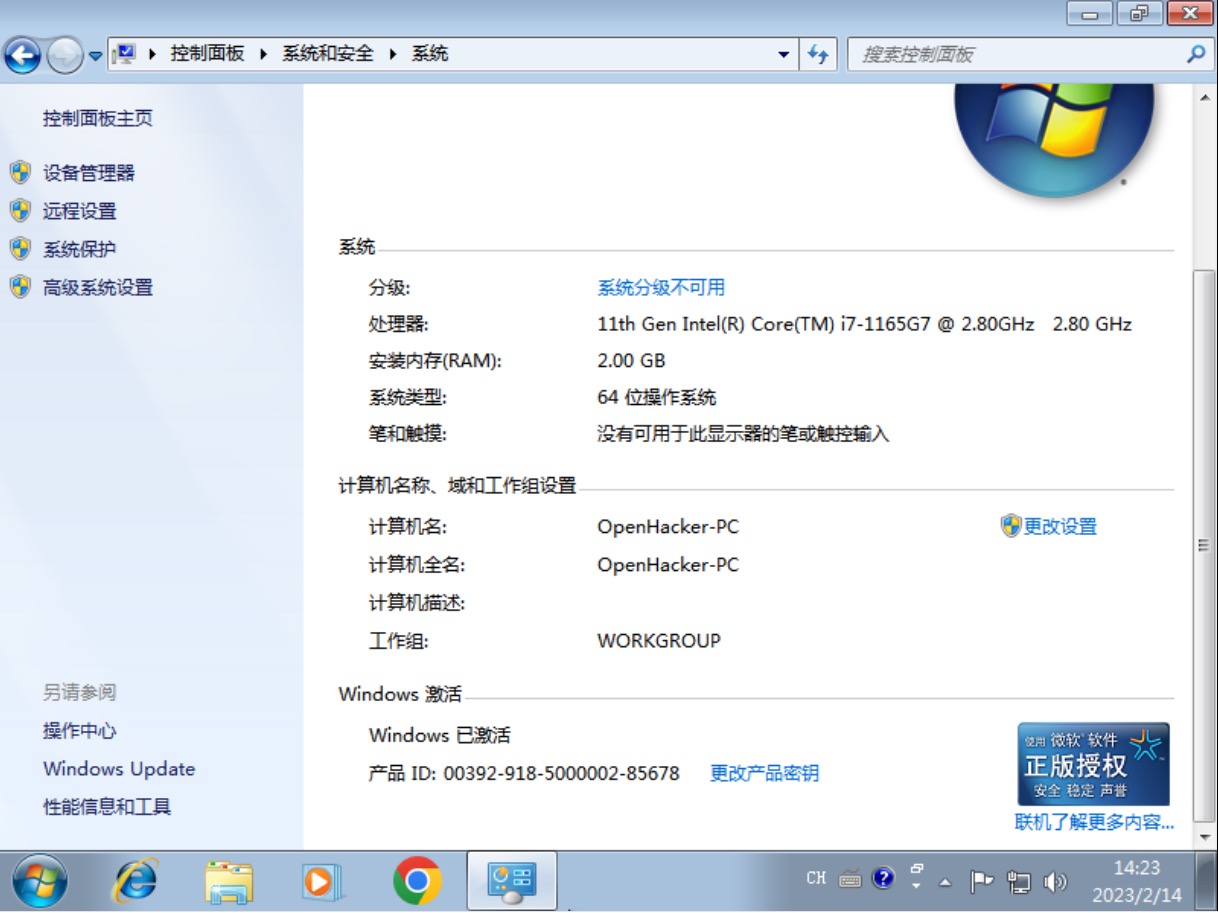 控制面板 系统和安全 系统
搜索控制面板
控制面板主页
设备管理器
远程设置
系统保护
高级系统设置
系统
分级: 系统分级不可用
处理器: 11th Gen Intel(R) Core(TM) i7-1165G7 @ 2.80GHz 2.80 GHz
安装内存(RAM): 2.00 GB
系统类型: 64 位操作系统
笔和触摸: 没有可用于此显示器的笔或触控输入
计算机名称、域和工作组设置
计算机名: OpenHacker-PC 更改设置
计算机全名: OpenHacker-PC
计算机描述:
工作组: WORKGROUP
Windows 激活
Windows 已激活
产品 ID: 00392-918-5000002-85678 更改产品密钥
使用 微软 软件
正版授权
安全 稳定 声誉
联机了解更多内容...
另请参阅
操作中心
Windows Update
性能信息和工具
CH
14:23
2023/2/14